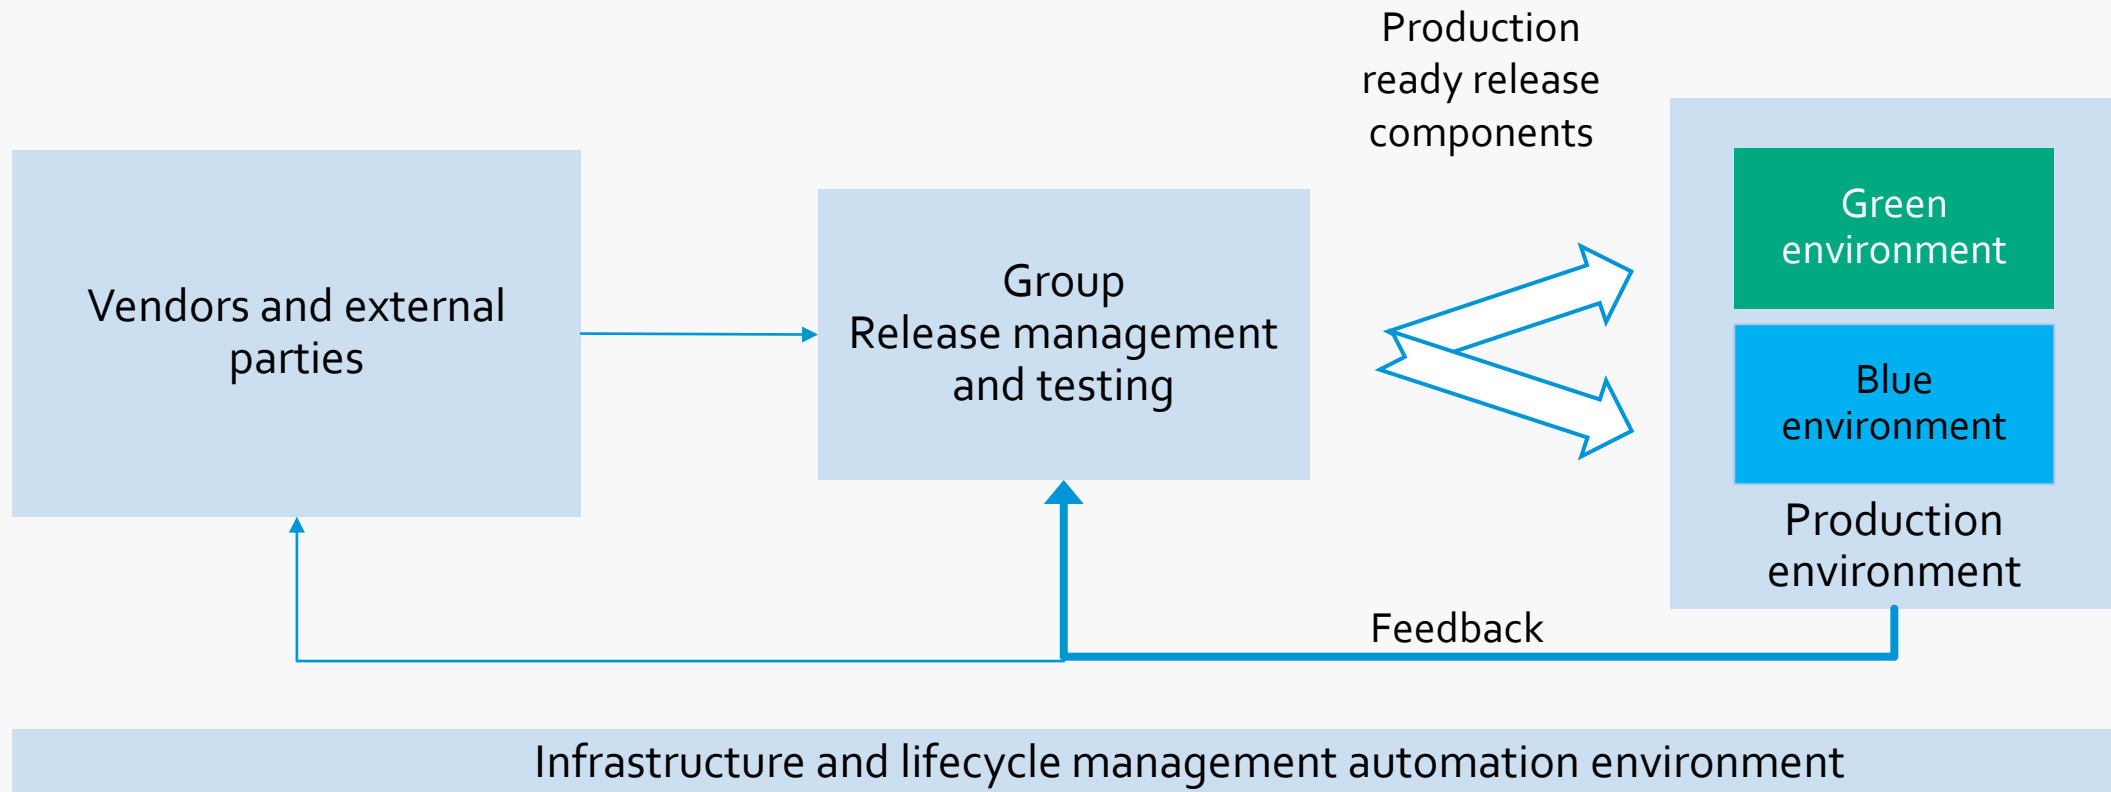 Production
ready release
components
Vendors and external
parties
Group
Release management
and testing
Green
environment
Blue
environment
Production
environment
Feedback
Infrastructure and lifecycle management automation environment